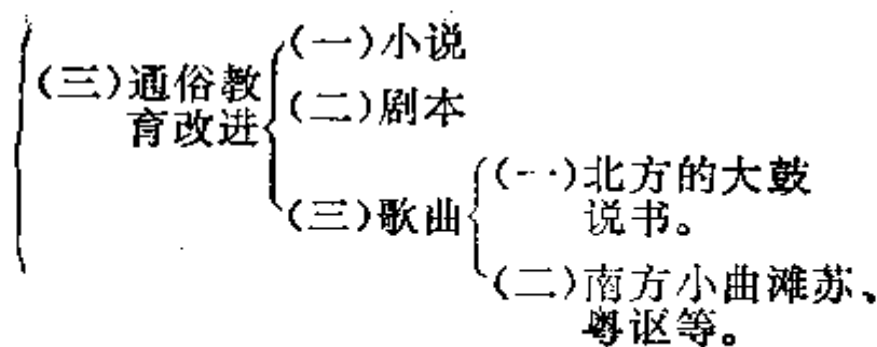 (三)通俗教
育改进
(一)小说
(二)剧本
(三)歌曲
(一)北方的大鼓
说书。
(二)南方小曲滩苏、
粤讴等。